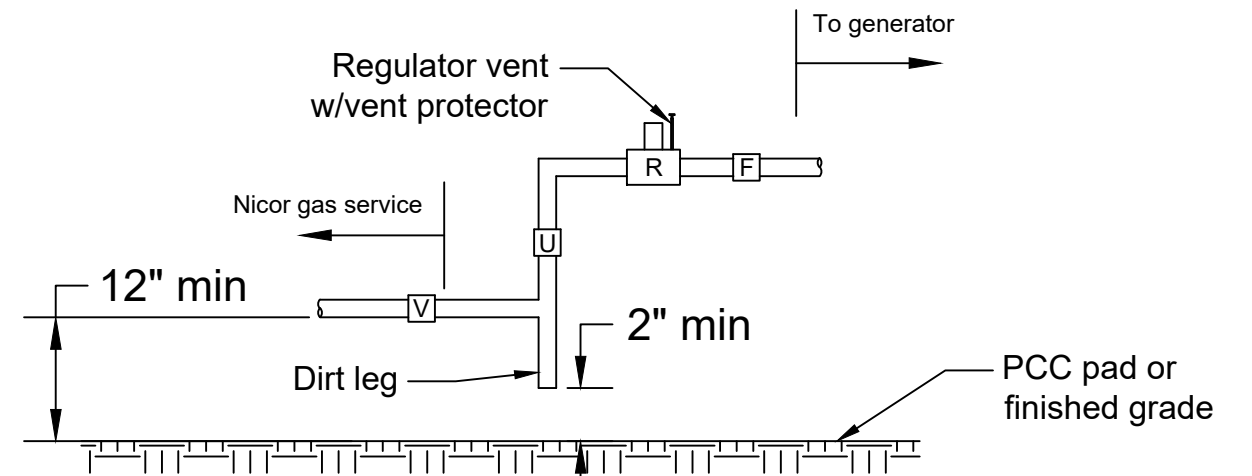 To generator
Regulator vent
w/vent protector
R
F
Nicor gas service
U
12" min
V
2" min
Dirt leg
PCC pad or
finished grade